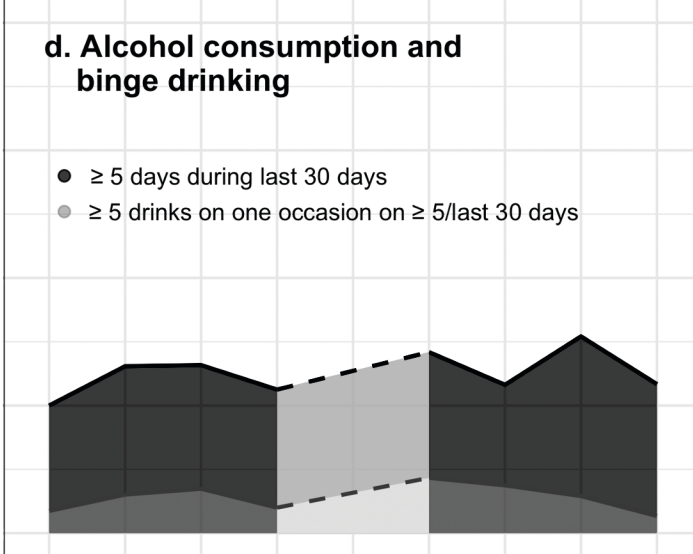 d. Alcohol consumption and
binge drinking
≥ 5 days during last 30 days
≥ 5 drinks on one occasion on ≥ 5/last 30 days